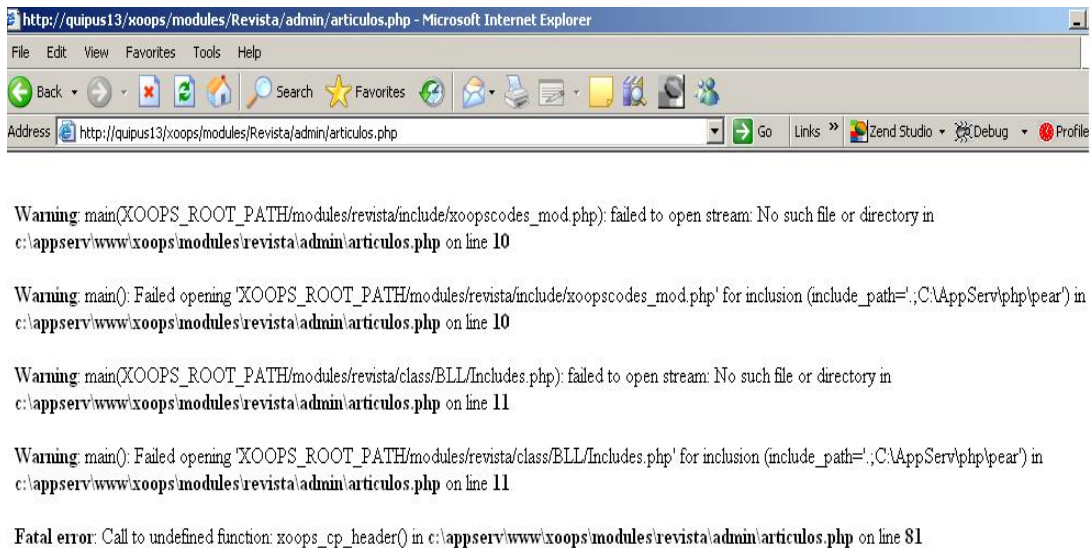 http://quipus13/xoops/modules/Revista/admin/articulos.php - Microsoft Internet Explorer
File Edit View Favorites Tools Help
Back Search Favorites
Address http://quipus13/xoops/modules/Revista/admin/articulos.php Go Links » Zend Studio Debug Profile
Warning: main(XOOPS_ROOT_PATH/modules/revista/include/xoopscodes_mod.php): failed to open stream: No such file or directory in
c:\appserv\www\xoops\modules\revista\admin\articulos.php on line 10
Warning: main(): Failed opening 'XOOPS_ROOT_PATH/modules/revista/include/xoopscodes_mod.php' for inclusion (include_path='.;C:\AppServ\php\pear') in
c:\appserv\www\xoops\modules\revista\admin\articulos.php on line 10
Warning: main(XOOPS_ROOT_PATH/modules/revista/class/BLL/Includes.php): failed to open stream: No such file or directory in
c:\appserv\www\xoops\modules\revista\admin\articulos.php on line 11
Warning: main(): Failed opening 'XOOPS_ROOT_PATH/modules/revista/class/BLL/Includes.php' for inclusion (include_path='.;C:\AppServ\php\pear') in
c:\appserv\www\xoops\modules\revista\admin\articulos.php on line 11
Fatal error: Call to undefined function: xoops_cp_header() in c:\appserv\www\xoops\modules\revista\admin\articulos.php on line 81